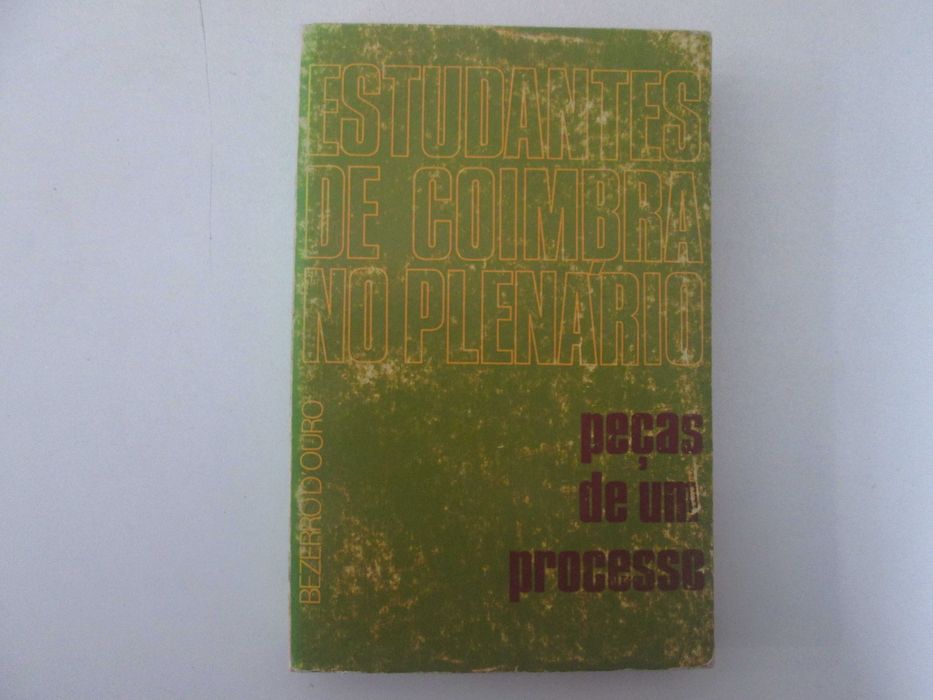 ESTUDANTES
DE COIMBRA
NO PLENÁRIO
BEZERRO D'OURO
peças
de um
processo